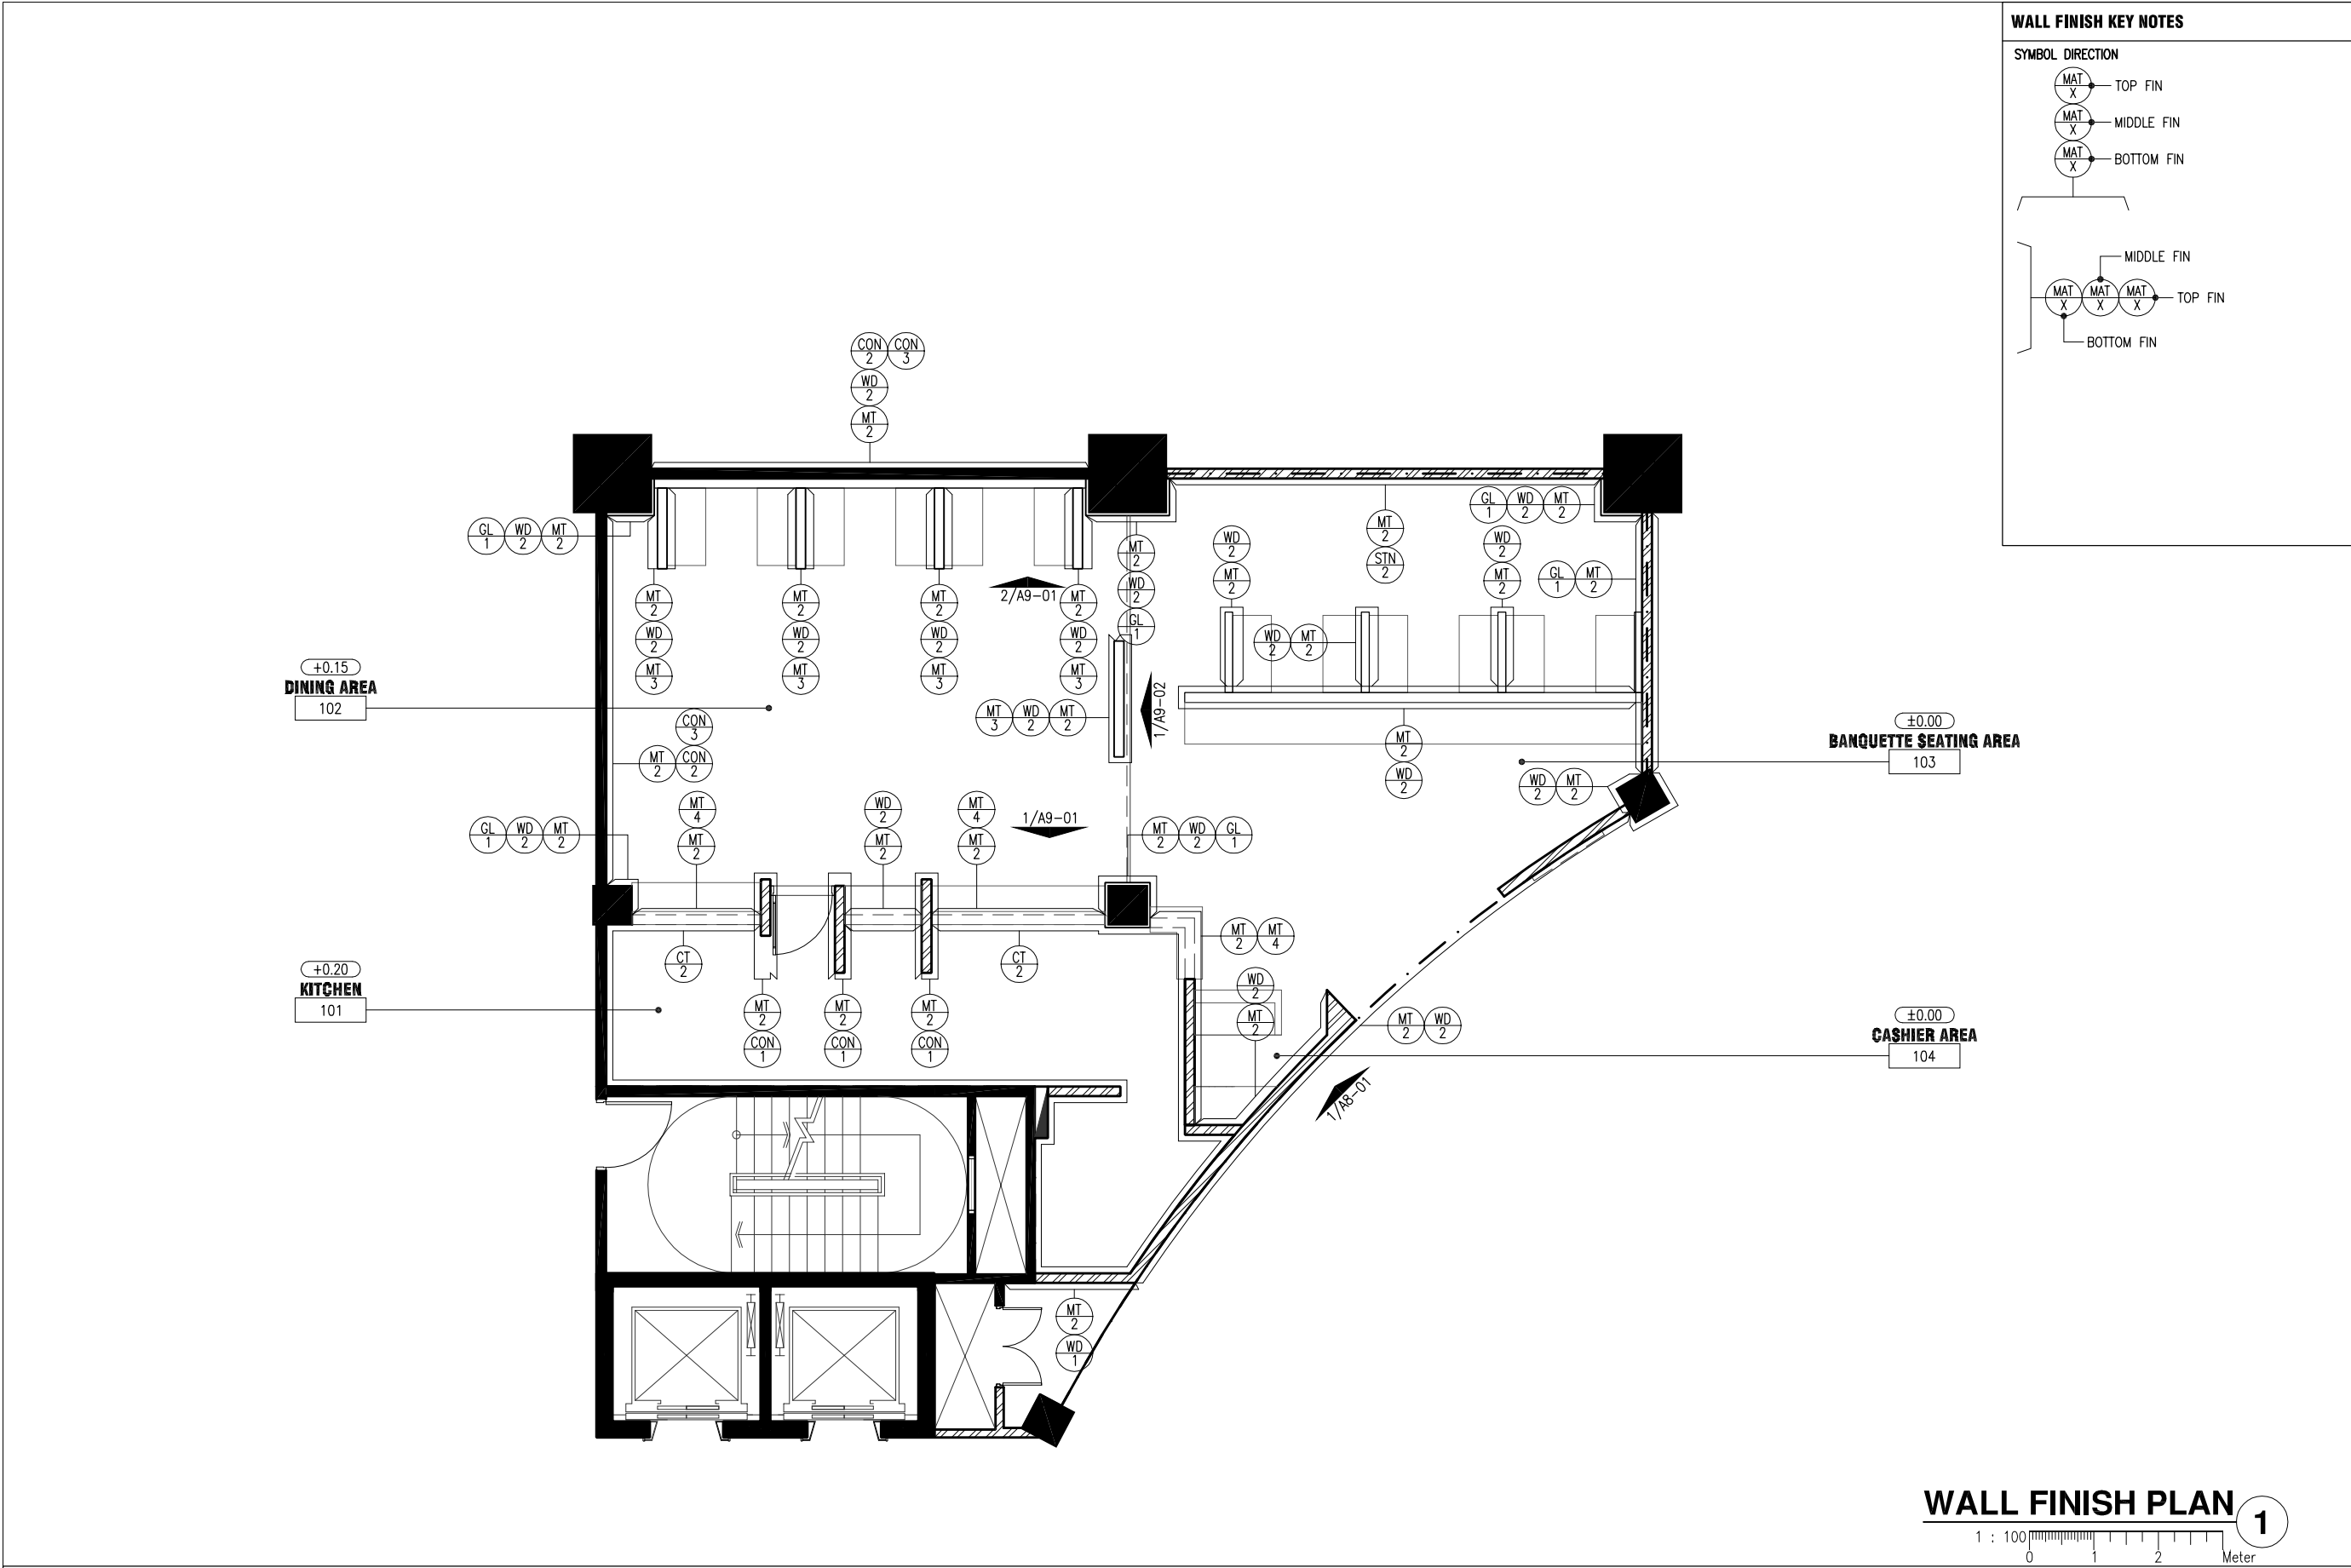 WALL FINISH KEY NOTES
SYMBOL DIRECTION
MAT
X
TOP FIN
MAT
X
MIDDLE FIN
MAT
X
BOTTOM FIN
MIDDLE FIN
MAT MAT MAT
X X X
TOP FIN
BOTTOM FIN
CON CON
2 3
WD
2
MT
2
GL WD MT
1 2 2
GL WD MT
1 2 2
MT
2
WD
2
GL
1
WD
2
MT
2
MT
2
STN
2
WD
2
MT
2
GL MT
1 2
MT
2
WD
2
MT
3
MT
2
WD
2
MT
3
MT
2
WD
2
MT
3
MT
2
WD
2
MT
3
2/A9-01
WD MT
2 2
+0.15
DINING AREA
102
CON
3
MT CON
2 2
MT WD MT
3 2 2
1/A9-02
MT
2
WD
2
±0.00
BANQUETTE SEATING AREA
103
WD MT
2 2
GL WD MT
1 2 2
MT
4
MT
2
WD
2
MT
2
MT
4
MT
2
1/A9-01
MT WD GL
2 2 1
CT
2
CT
2
MT MT
2 4
+0.20
KITCHEN
101
MT
2
CON
1
MT
2
CON
1
MT
2
CON
1
WD
2
MT
2
MT WD
2 2
±0.00
CASHIER AREA
104
1/A8-01
MT
2
WD
1
WALL FINISH PLAN
1
1 : 100
0 1 2 Meter